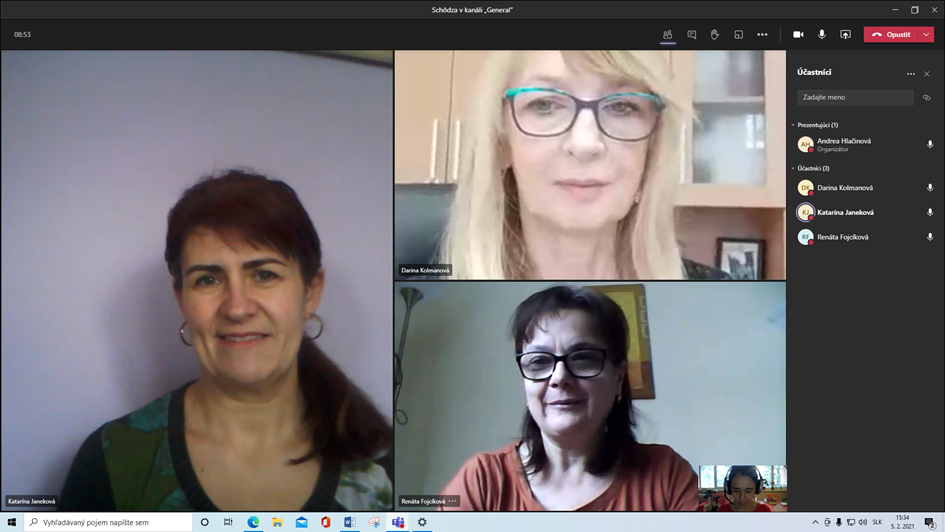 Schôdza v kanáli „General"
08:53
Opustiť
Účastníci
Zadajte meno
Prezentujúci (1)
AH Andrea Hlačinová
Organizátor
Účastníci (3)
DK Darina Kolmanová
KJ Katarína Janeková
RF Renáta Fojcíková
Darina Kolmanová
Katarína Janeková
Renáta Fojcíková
Vyhľadávaný pojem napíšte sem
SLK
15:34
5. 2. 2021
2